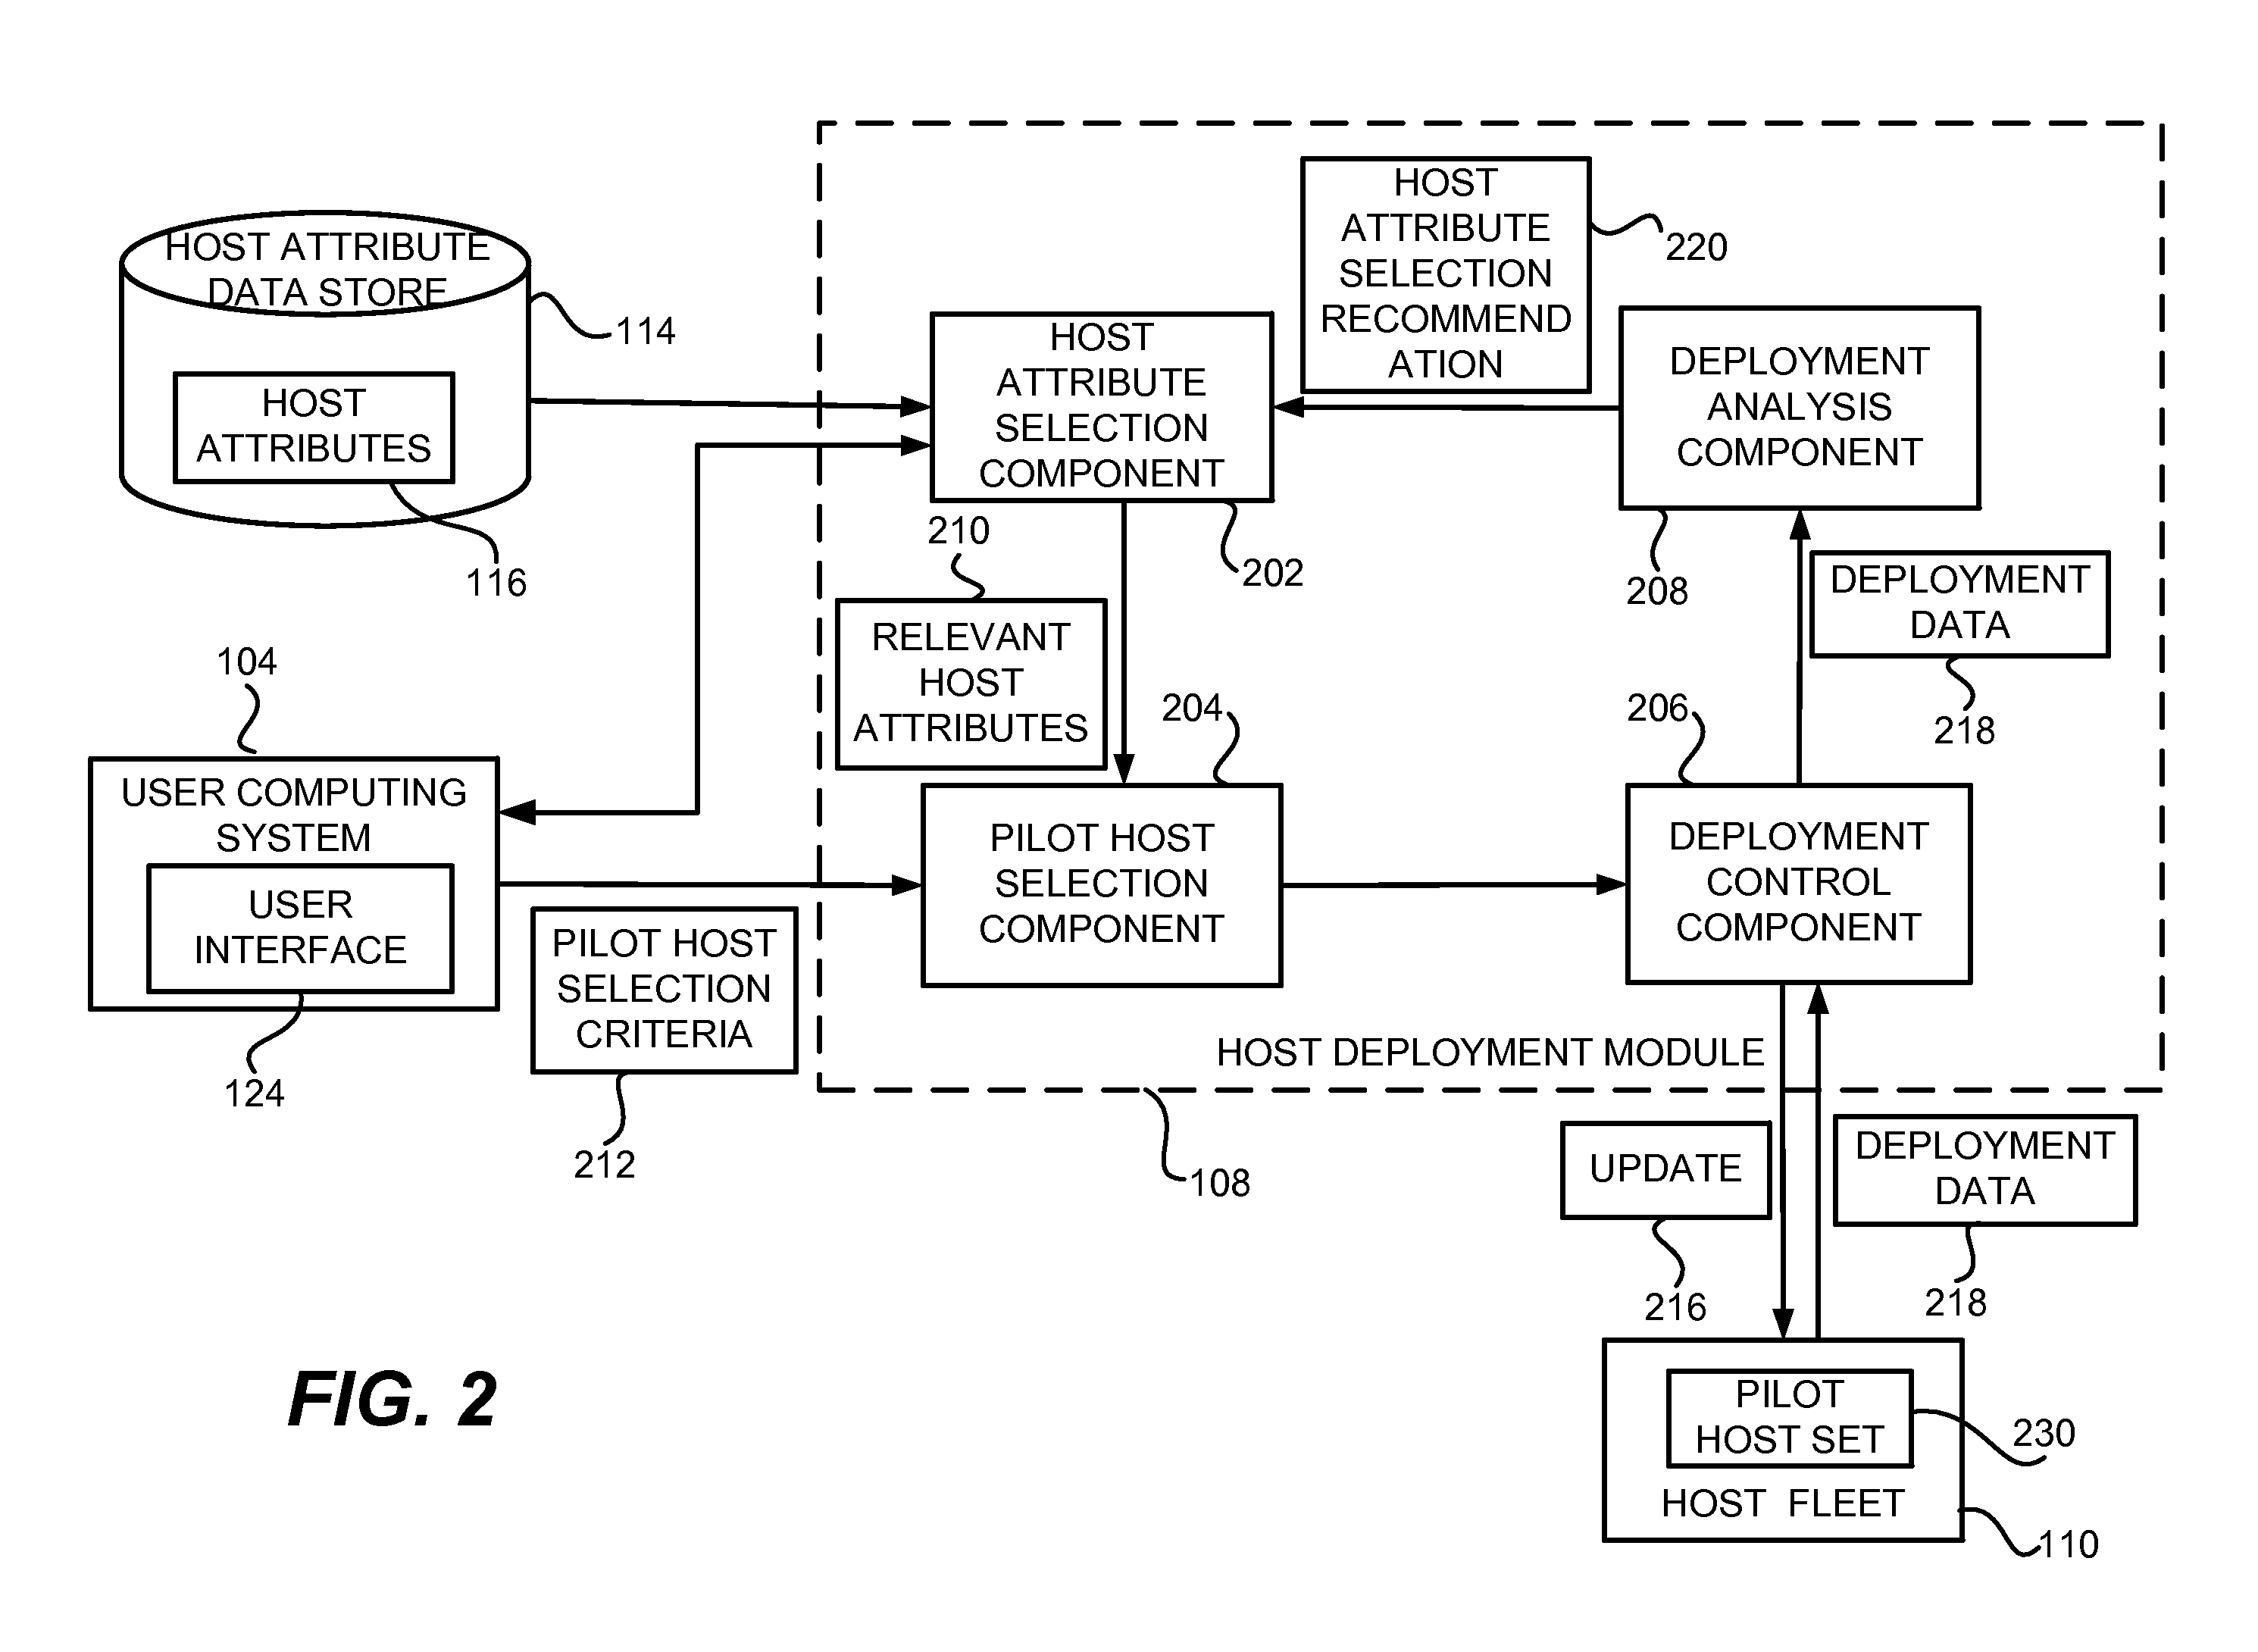 HOST ATTRIBUTE
DATA STORE
114
HOST
ATTRIBUTES
116
104
USER COMPUTING
SYSTEM
USER
INTERFACE
124
PILOT HOST
SELECTION
CRITERIA
212
HOST
ATTRIBUTE
SELECTION
RECOMMEND
ATION
220
HOST
ATTRIBUTE
SELECTION
COMPONENT
202
DEPLOYMENT
ANALYSIS
COMPONENT
208
210
RELEVANT
HOST
ATTRIBUTES
DEPLOYMENT
DATA
218
204
PILOT HOST
SELECTION
COMPONENT
206
DEPLOYMENT
CONTROL
COMPONENT
HOST DEPLOYMENT MODULE
108
UPDATE
216
DEPLOYMENT
DATA
218
PILOT
HOST SET
230
HOST FLEET
110
FIG. 2